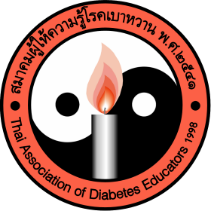 สมาคมผู้ให้ความรู้โรคเบาหวาน พ.ศ.๒๕๔๑
Thai Association of Diabetes Educators 1998